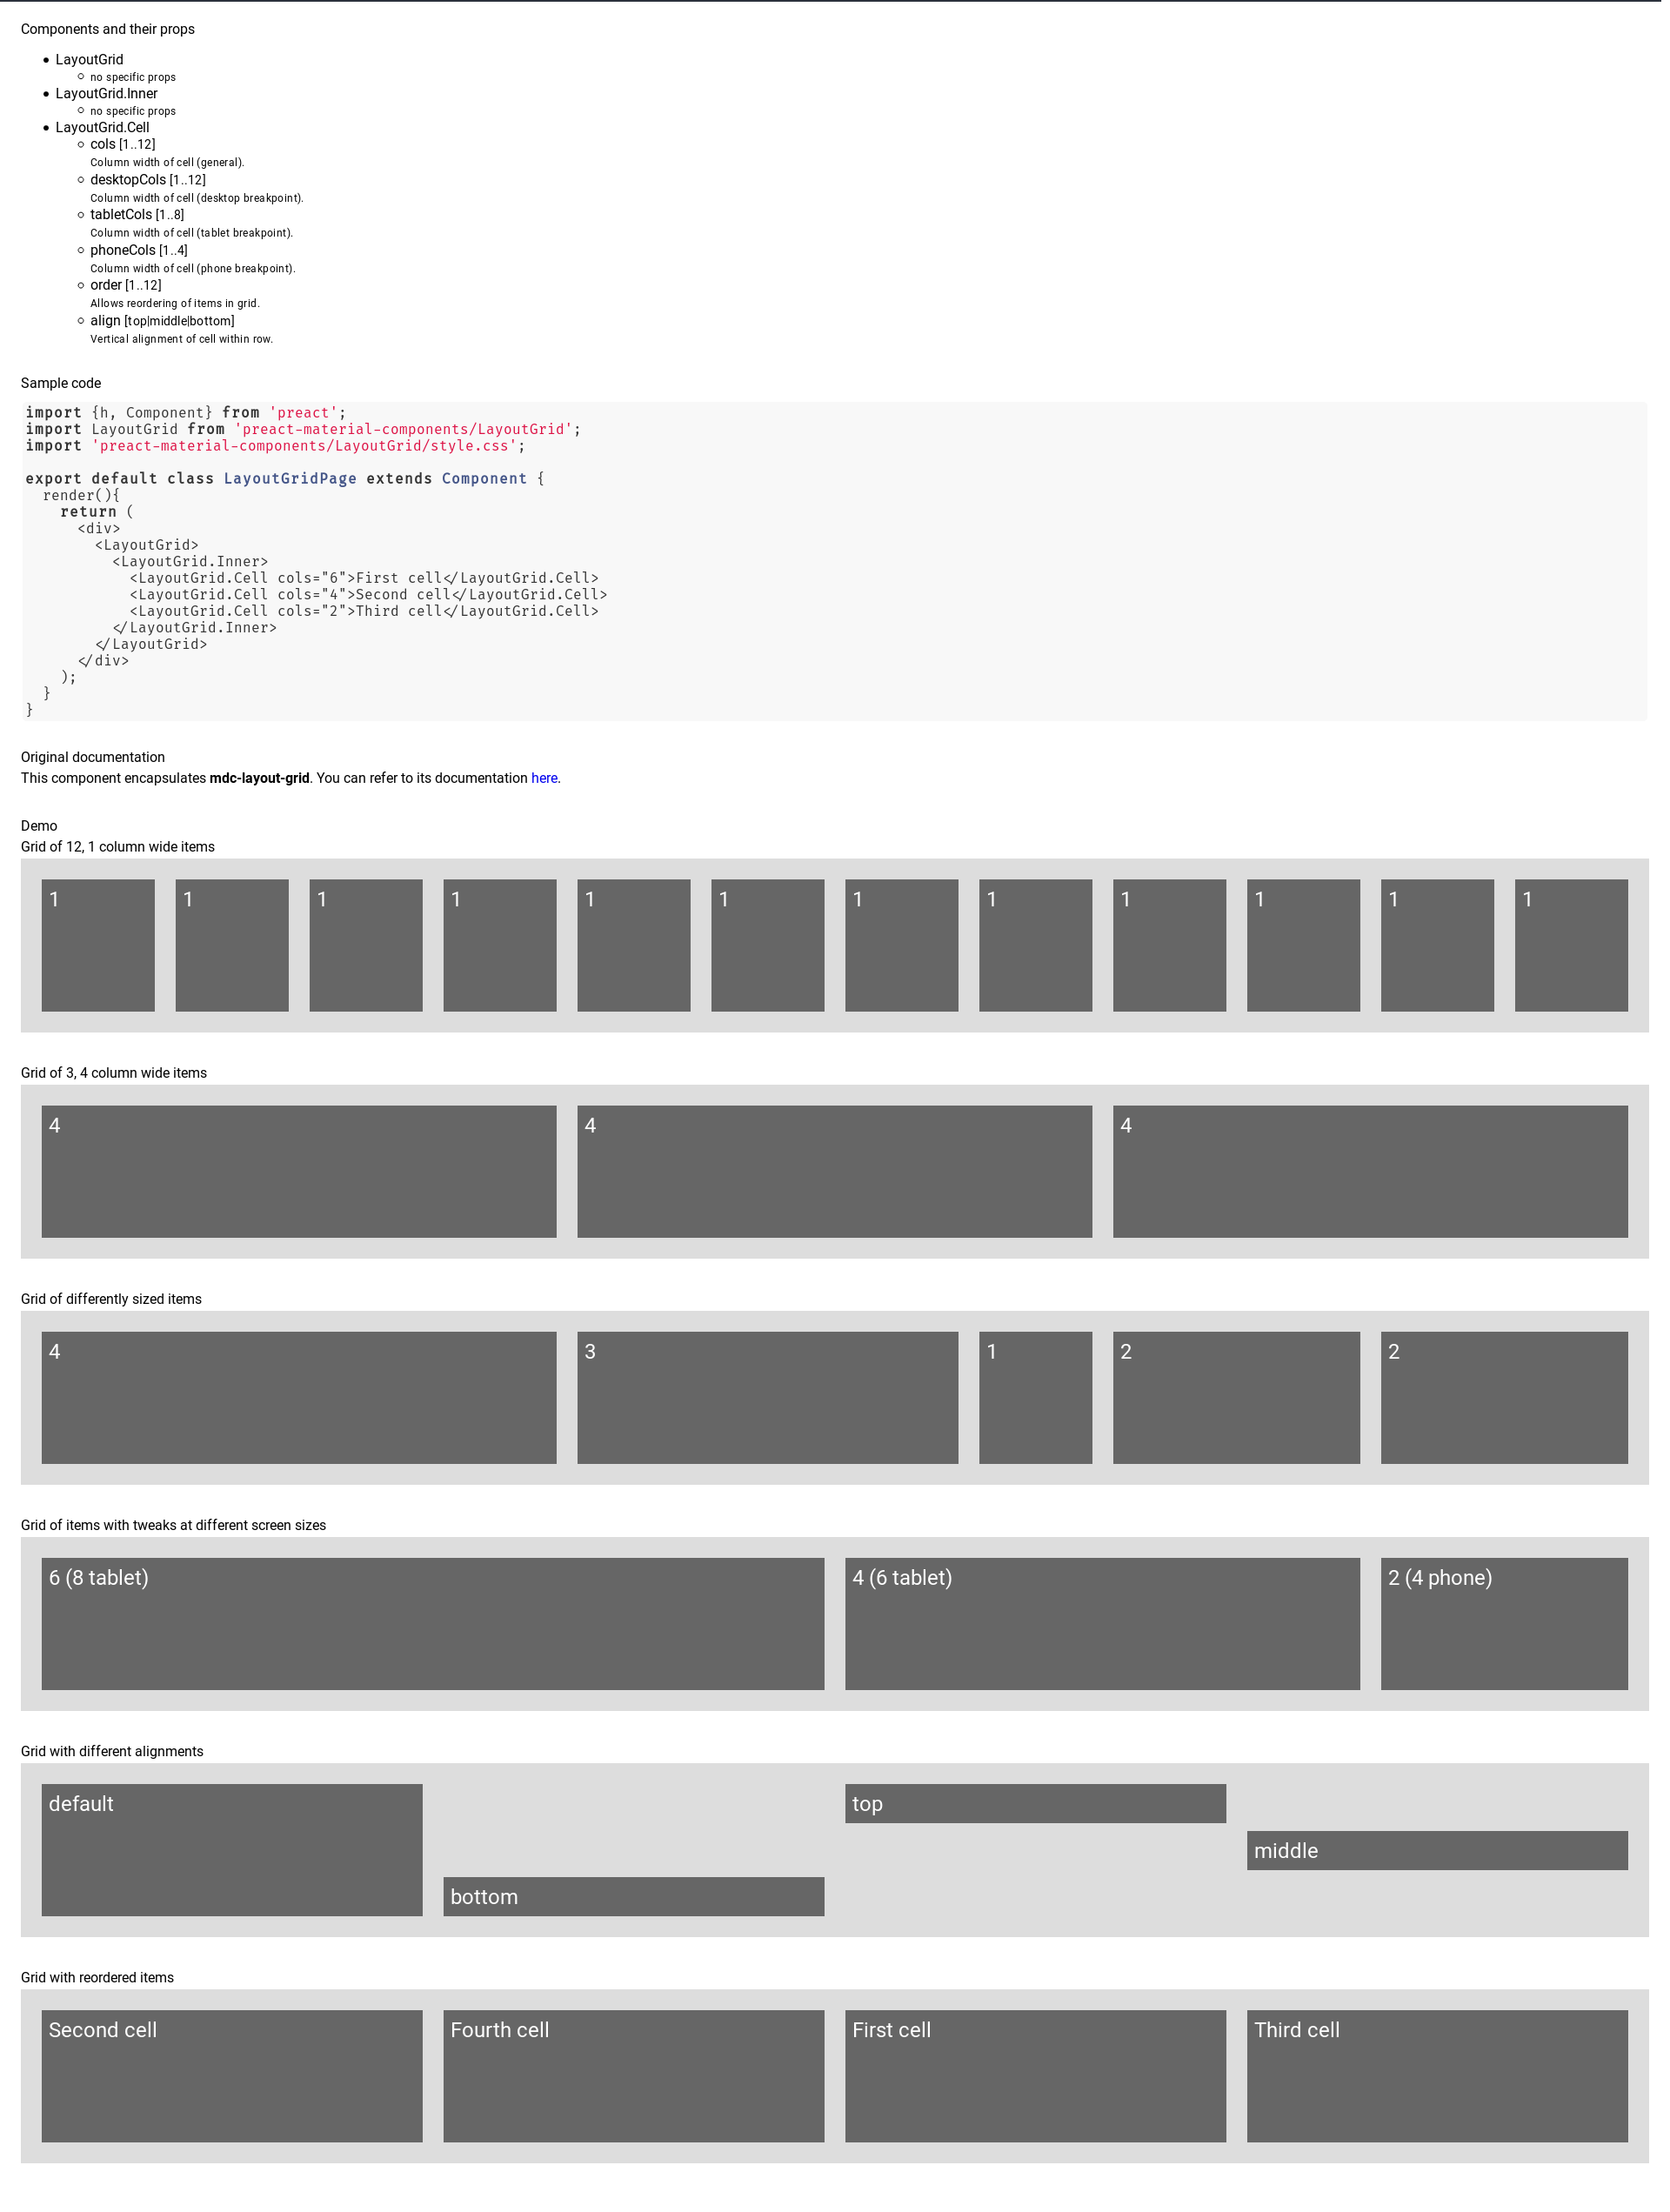 Components and their props
LayoutGrid
no specific props
LayoutGrid.Inner
no specific props
LayoutGrid.Cell
cols [1..12]
Column width of cell (general).
desktopCols [1..12]
Column width of cell (desktop breakpoint).
tabletCols [1..8]
Column width of cell (tablet breakpoint).
phoneCols [1..4]
Column width of cell (phone breakpoint).
order [1..12]
Allows reordering of items in grid.
align [top|middle|bottom]
Vertical alignment of cell within row.
Sample code
import {h, Component} from 'preact';
import LayoutGrid from 'preact-material-components/LayoutGrid';
import 'preact-material-components/LayoutGrid/style.css';
export default class LayoutGridPage extends Component {
  render(){
    return (
      <div>
        <LayoutGrid>
          <LayoutGrid.Inner>
            <LayoutGrid.Cell cols="6">First cell</LayoutGrid.Cell>
            <LayoutGrid.Cell cols="4">Second cell</LayoutGrid.Cell>
            <LayoutGrid.Cell cols="2">Third cell</LayoutGrid.Cell>
          </LayoutGrid.Inner>
        </LayoutGrid>
      </div>
    );
  }
}
Original documentation
This component encapsulates mdc-layout-grid. You can refer to its documentation here.
Demo
Grid of 12, 1 column wide items
1 1 1 1 1 1 1 1 1 1 1 1
Grid of 3, 4 column wide items
4 4 4
Grid of differently sized items
4 3 1 2 2
Grid of items with tweaks at different screen sizes
6 (8 tablet) 4 (6 tablet) 2 (4 phone)
Grid with different alignments
default top
middle
bottom
Grid with reordered items
Second cell Fourth cell First cell Third cell